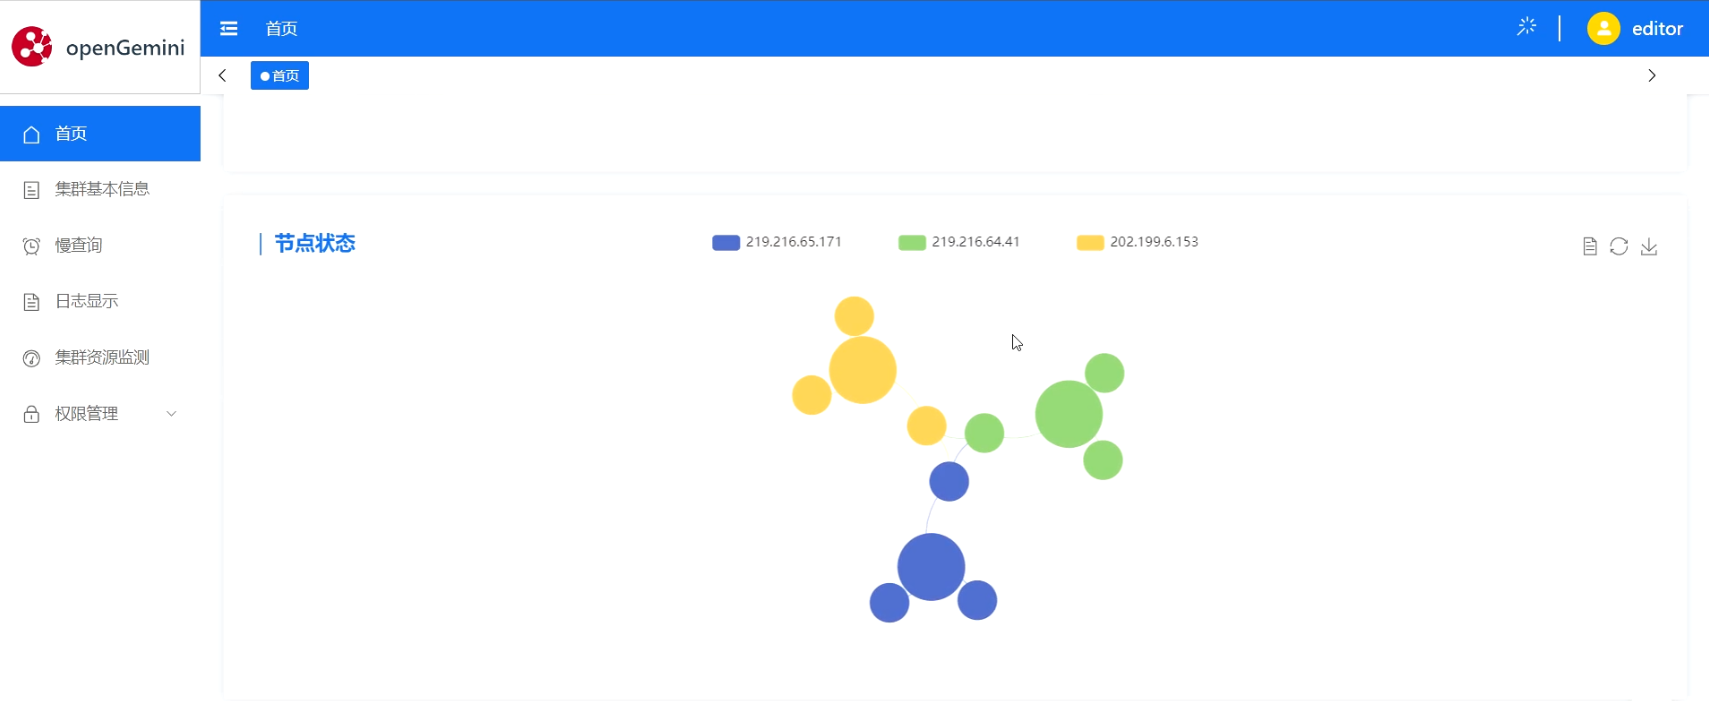 openGemini
首页
editor
首页
首页
集群基本信息
慢查询
日志显示
集群资源监测
权限管理
节点状态
219.216.65.171
219.216.64.41
202.199.6.153